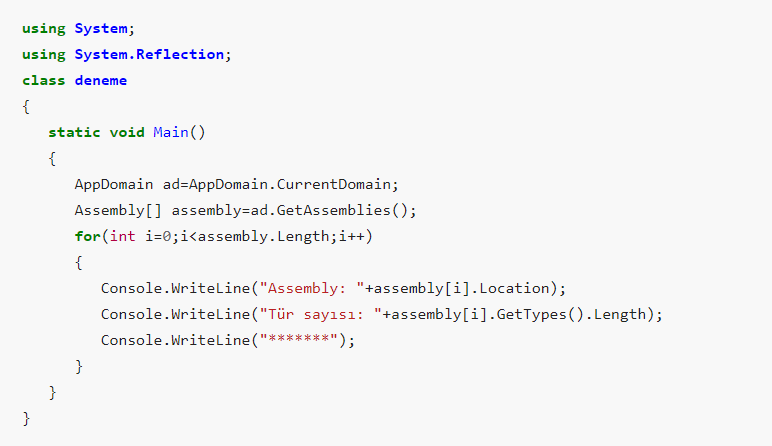 using System;
using System.Reflection;
class deneme
{
   static void Main()
   {
      AppDomain ad=AppDomain.CurrentDomain;
      Assembly[] assembly=ad.GetAssemblies();
      for(int i=0;i<assembly.Length;i++)
      {
         Console.WriteLine("Assembly: "+assembly[i].Location);
         Console.WriteLine("Tür sayısı: "+assembly[i].GetTypes().Length);
         Console.WriteLine("*******");
      }
   }
}